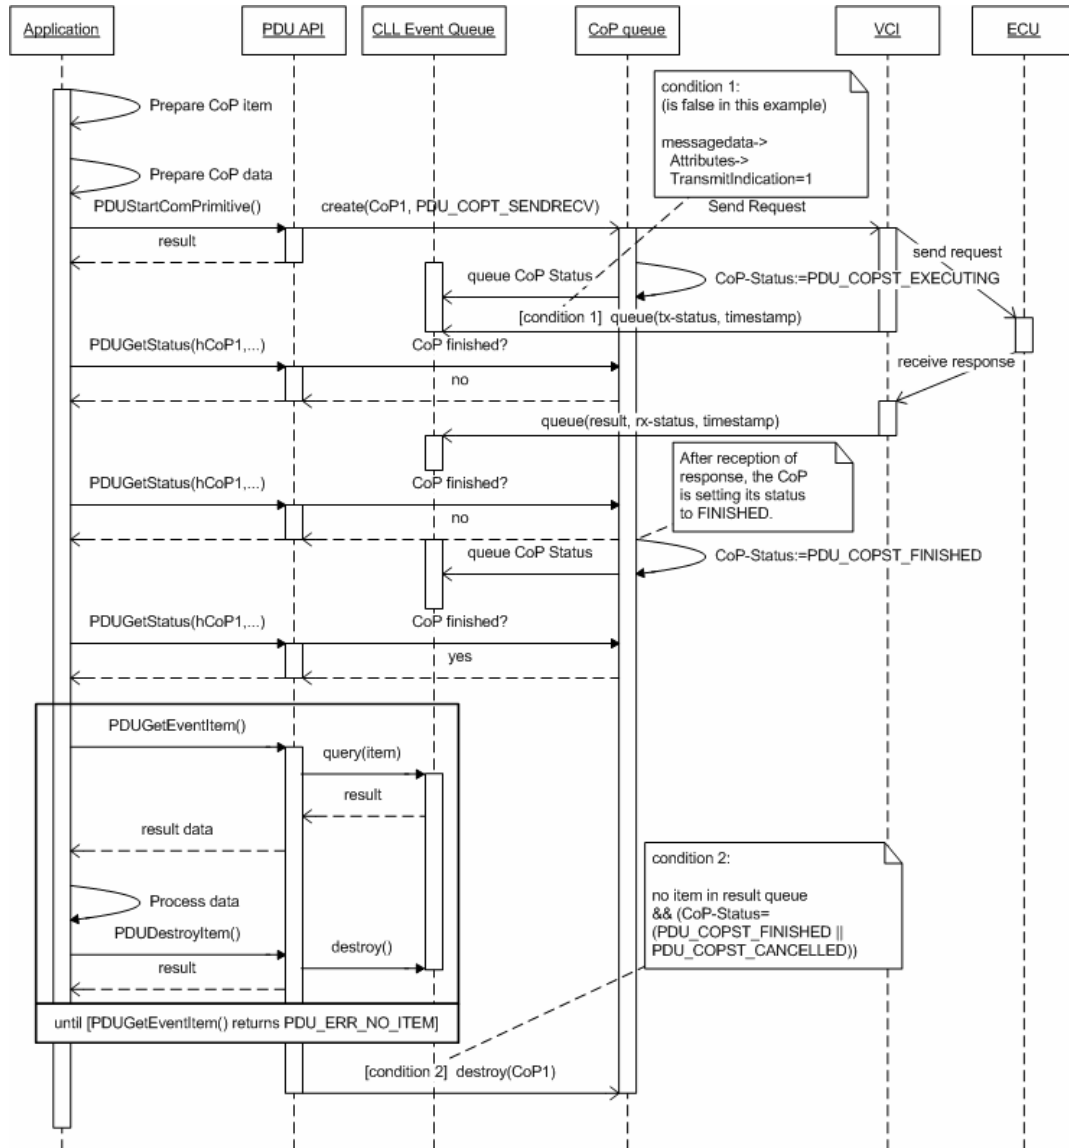 Application
PDU API
CLL Event Queue
CoP queue
VCI
ECU
Prepare CoP item
condition 1:
(is false in this example)
messagedata->
Attributes->
TransmitIndication=1
Prepare CoP data
PDUStartComPrimitive()
create(CoP1, PDU_COPT_SENDRECV)
Send Request
result
send request
queue CoP Status
CoP-Status:=PDU_COPST_EXECUTING
[condition 1] queue(tx-status, timestamp)
PDUGetStatus(hCoP1,...)
CoP finished?
receive response
no
queue(result, rx-status, timestamp)
After reception of
response, the CoP
is setting its status
to FINISHED.
PDUGetStatus(hCoP1,...)
CoP finished?
no
queue CoP Status
CoP-Status:=PDU_COPST_FINISHED
PDUGetStatus(hCoP1,...)
CoP finished?
yes
PDUGetEventItem()
query(item)
result
result data
condition 2:
no item in result queue
&& (CoP-Status=
(PDU_COPST_FINISHED ||
PDU_COPST_CANCELLED))
Process data
PDUDestroyItem()
destroy()
result
until [PDUGetEventItem() returns PDU_ERR_NO_ITEM]
[condition 2] destroy(CoP1)